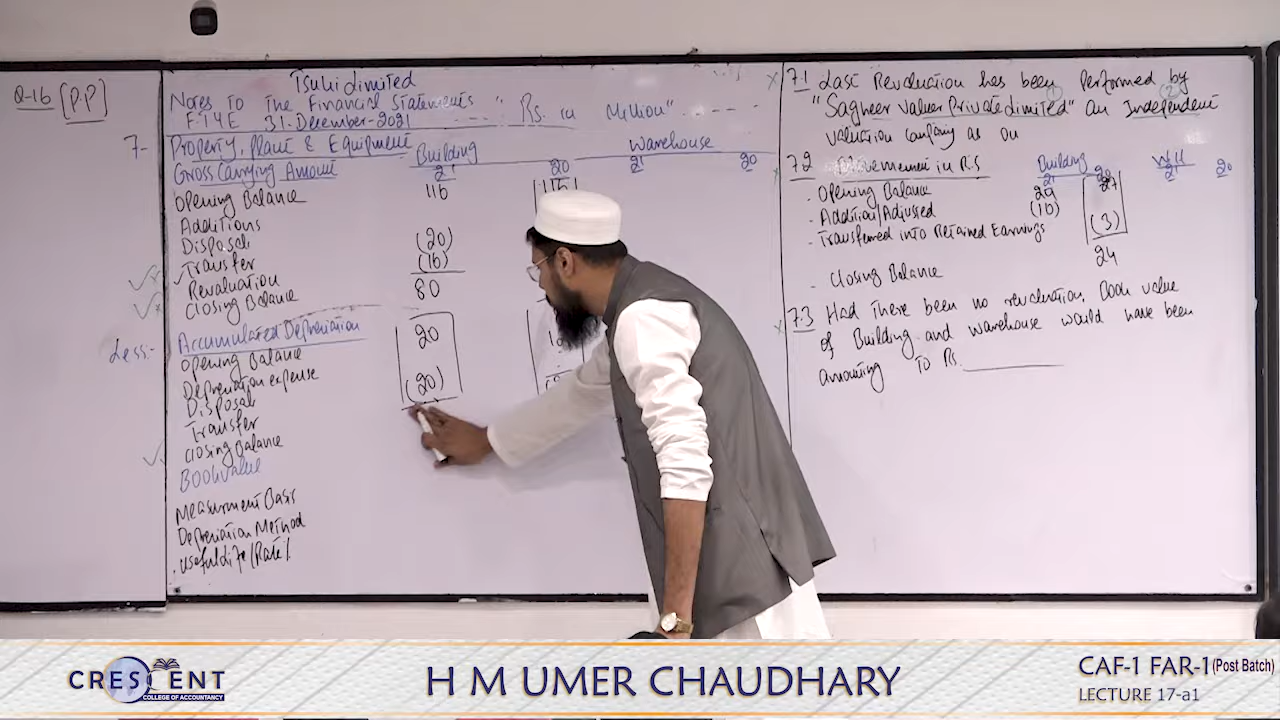 Q-16 [P.P]
Tsuki Limited
Notes To The Financial Statements "Rs. in Million"
F.T.Y.E 31-December-2021
7- Property, Plant & Equipment
Building Warehouse
Gross Carrying Amount 21 20 21 20
Opening Balance 116
Additions
Disposal (20)
Transfer (16)
Revaluation
Closing Balance 80
Less:- Accumulated Depreciation
Opening Balance 20
Depreciation expense
Disposal (20)
Transfer
Closing Balance
Book Value
Measurement Basis
Depreciation Method
Useful Life/Rate%
7.1 Last Revaluation has been performed by
"Sagheer Valuer Private Limited" an Independent
valuation company as on
7.2 Movement in R.S Building W.H
21 20 21 20
- Opening Balance 29 27
- Addition/Adjusted (16)
- Transferred into Retained Earnings (3)
- Closing Balance 24
7.3 Had There been no revaluation, Book value
of Building and warehouse would have been
amounting To Rs.
CRESCENT
COLLEGE OF ACCOUNTANCY
H M UMER CHAUDHARY
CAF-1 FAR-1(Post Batch)
LECTURE 17-a1